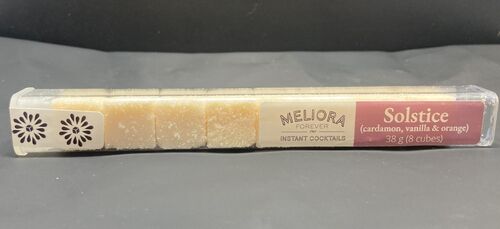 MELIORA
FOREVER
INSTANT COCKTAILS
Solstice
(cardamon, vanilla & orange)
38 g (8 cubes)